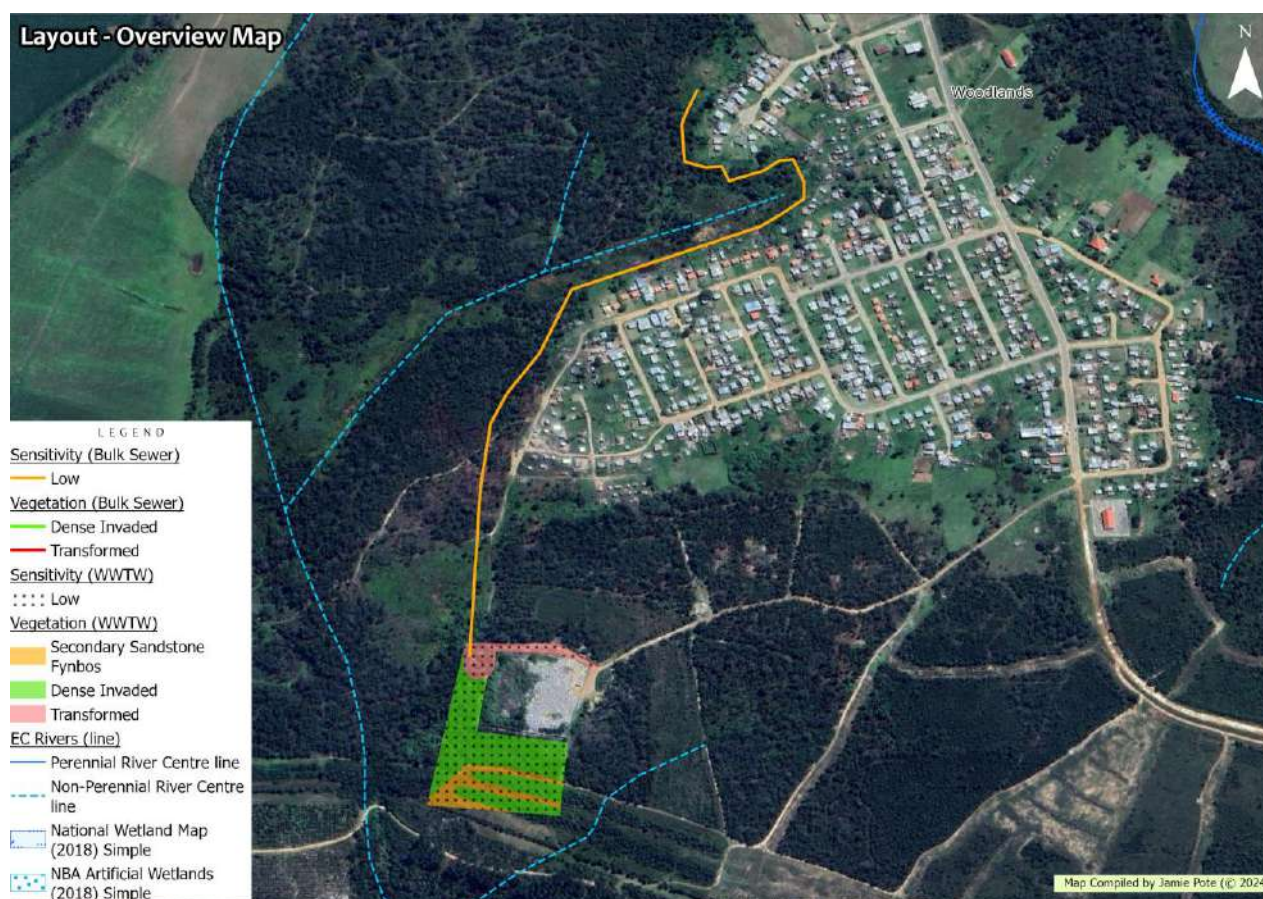 Layout - Overview Map
N
Woodlands
LEGEND
Sensitivity (Bulk Sewer)
Low
Vegetation (Bulk Sewer)
Dense Invaded
Transformed
Sensitivity (WWTW)
Low
Vegetation (WWTW)
Secondary Sandstone
Fynbos
Dense Invaded
Transformed
EC Rivers (line)
Perennial River Centre line
Non-Perennial River Centre
line
National Wetland Map
(2018) Simple
NBA Artificial Wetlands
(2018) Simple
Map Compiled by Jamie Pote (© 2024